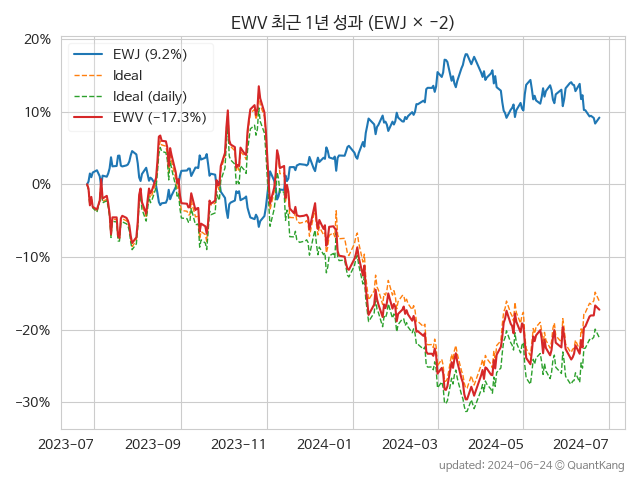 EWV 최근 1년 성과 (EWJ × −2)
20%
10%
0%
−10%
−20%
−30%
EWJ (9.2%)
Ideal
Ideal (daily)
EWV (−17.3%)
2023-07 2023-09 2023-11 2024-01 2024-03 2024-05 2024-07
updated: 2024-06-24 ⓒ QuantKang